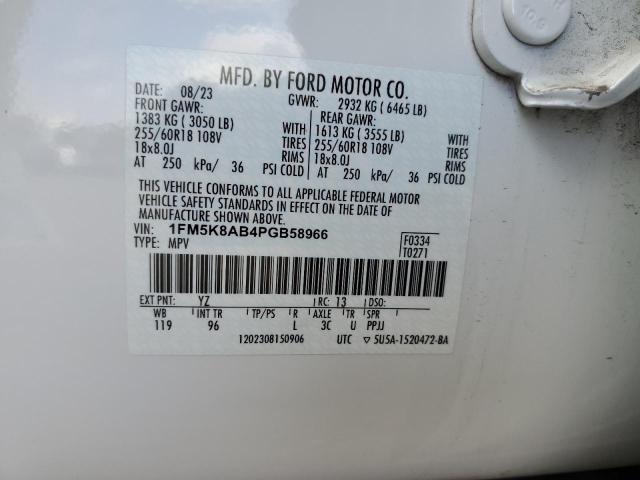 MFD. BY FORD MOTOR CO.
DATE: 08/23 GVWR: 2932 KG ( 6465 LB)
FRONT GAWR: REAR GAWR:
1383 KG ( 3050 LB) WITH 1613 KG ( 3555 LB) WITH
255/60R18 108V TIRES 255/60R18 108V TIRES
18x8.0J RIMS 18x8.0J RIMS
AT 250 kPa/ 36 PSI COLD AT 250 kPa/ 36 PSI COLD
THIS VEHICLE CONFORMS TO ALL APPLICABLE FEDERAL MOTOR
VEHICLE SAFETY STANDARDS IN EFFECT ON THE DATE OF
MANUFACTURE SHOWN ABOVE.
VIN: 1FM5K8AB4PGB58966 F0334
TYPE: MPV T0271
EXT PNT: YZ RC: 13 DSO:
WB INT TR TP/PS R AXLE TR SPR
119 96 L 3C U PPJJ
1202308150906 UTC ▽ 5U5A-1520472-BA
10.9